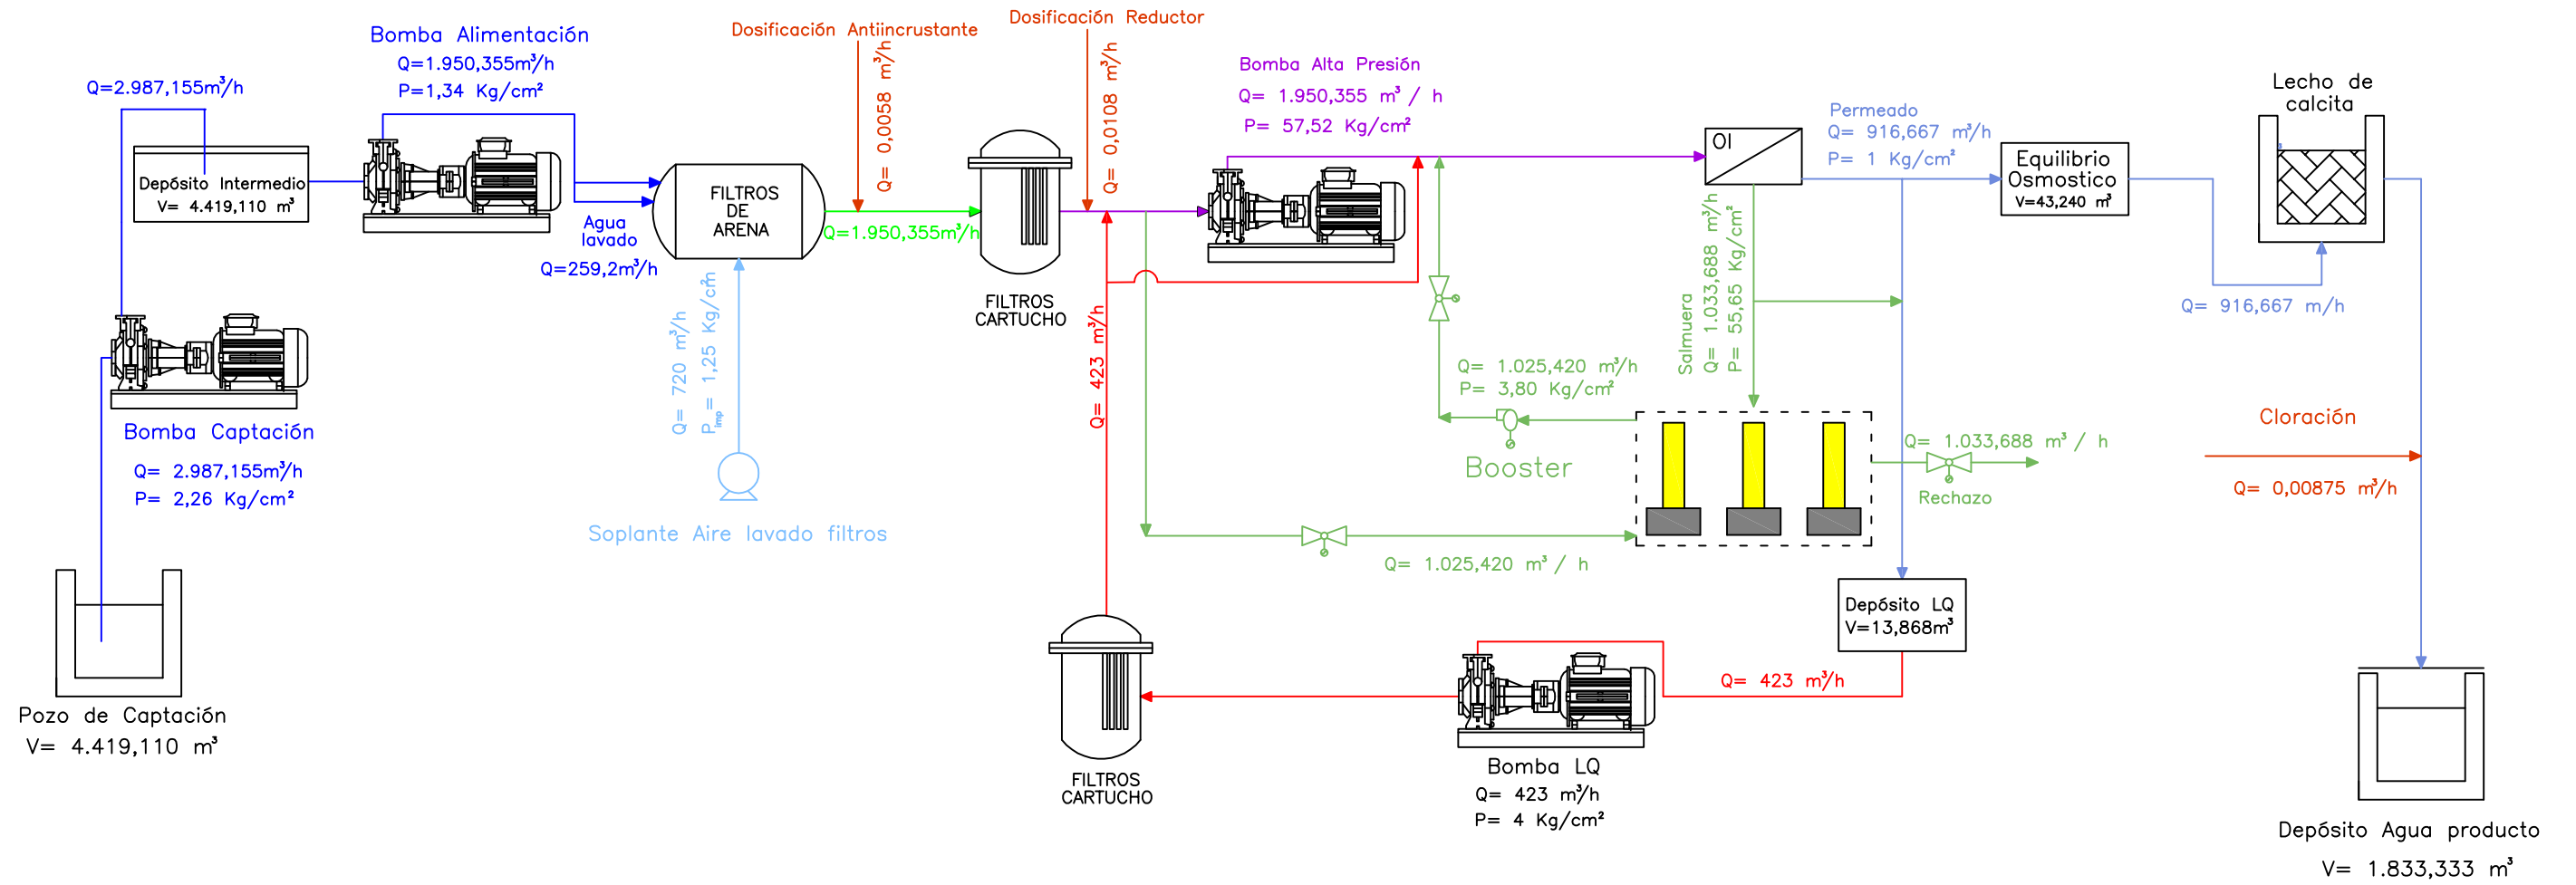 Q=2.987,155m³/h
Bomba Alimentación
Q=1.950,355m³/h
P=1,34 Kg/cm²
Depósito Intermedio
V= 4.419,110 m³
Bomba Captación
Q= 2.987,155m³/h
P= 2,26 Kg/cm²
Pozo de Captación
V= 4.419,110 m³
Agua
lavado
Q=259,2m³/h
FILTROS
DE
ARENA
Q= 720 m³/h
Pimp= 1,25 Kg/cm²
Soplante Aire lavado filtros
Dosificación Antiincrustante
Q= 0,0058 m³/h
Q=1.950,355m³/h
Dosificación Reductor
Q= 0,0108 m³/h
FILTROS
CARTUCHO
Bomba Alta Presión
Q= 1.950,355 m³ / h
P= 57,52 Kg/cm²
Q= 423 m³/h
OI
Permeado
Q= 916,667 m³/h
P= 1 Kg/cm²
Salmuera
Q= 1.033,688 m³/h
P= 55,65 Kg/cm²
Equilibrio
Osmostico
V=43,240 m³
Lecho de
calcita
Q= 916,667 m/h
Q= 1.025,420 m³/h
P= 3,80 Kg/cm²
Booster
Q= 1.033,688 m³ / h
Rechazo
Q= 1.025,420 m³ / h
Cloración
Q= 0,00875 m³/h
Depósito LQ
V=13,868m³
Q= 423 m³/h
FILTROS
CARTUCHO
Bomba LQ
Q= 423 m³/h
P= 4 Kg/cm²
Depósito Agua producto
V= 1.833,333 m³